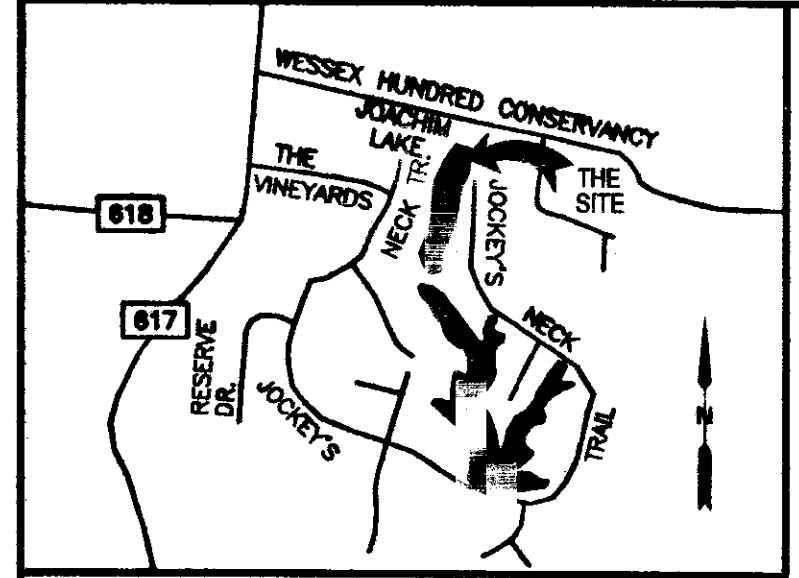 WESSEX HUNDRED CONSERVANCY
JOACHIM
LAKE
THE
VINEYARDS
NECK TR.
JOCKEY'S
THE
SITE
618
617
RESERVE
DR.
JOCKEY'S
NECK
TRAIL
N